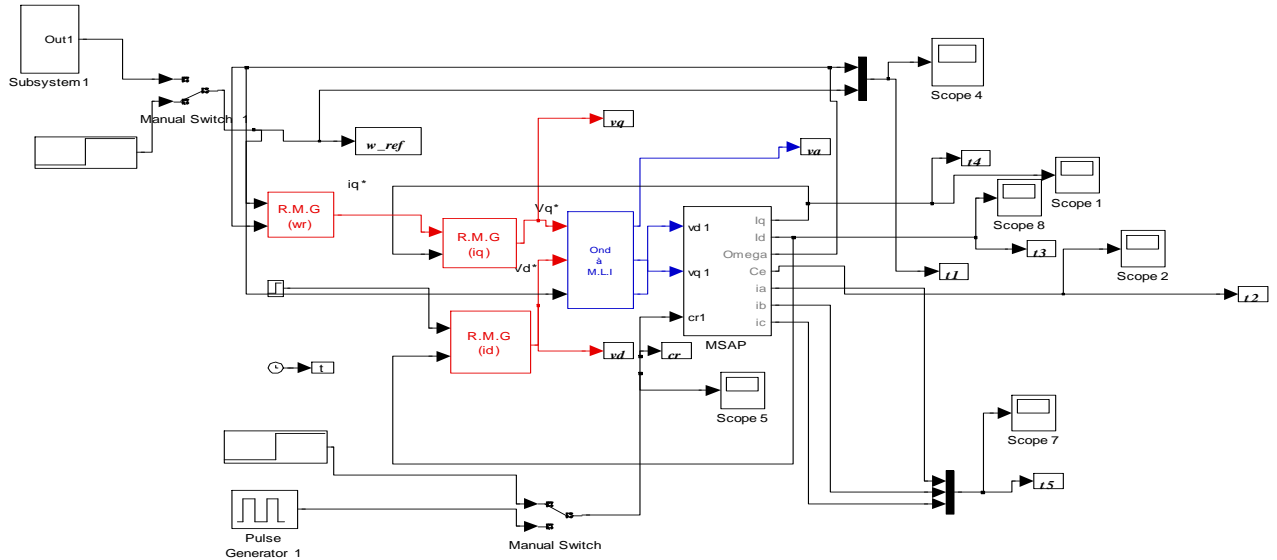 Out1
Subsystem 1
Manual Switch 1
w_ref
vq
va
Scope 4
t4
Scope 1
Scope 8
t3
Scope 2
t1
t2
iq*
R.M.G
(wr)
R.M.G
(iq)
Vq*
Vd*
Ond
à
M.L.I
vd 1
vq 1
cr1
Iq
Id
Omega
Ce
ia
ib
ic
MSAP
R.M.G
(id)
vd
cr
t
Scope 5
Scope 7
t5
Pulse
Generator 1
Manual Switch